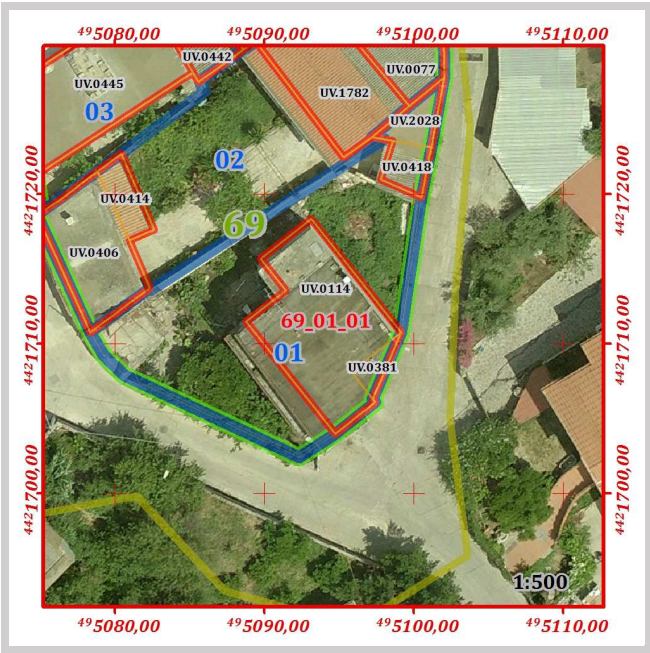 ⁴⁹5080,00 ⁴⁹5090,00 ⁴⁹5100,00 ⁴⁹5110,00
UV.0442
UV.0445
UV.0077
UV.1782
03
UV.2028
02
UV.0418
⁴⁴²1720,00
⁴⁴²1720,00
UV.0414
69
UV.0406
UV.0114
69_01_01
⁴⁴²1710,00
⁴⁴²1710,00
01
UV.0381
⁴⁴²1700,00
⁴⁴²1700,00
1:500
⁴⁹5080,00 ⁴⁹5090,00 ⁴⁹5100,00 ⁴⁹5110,00